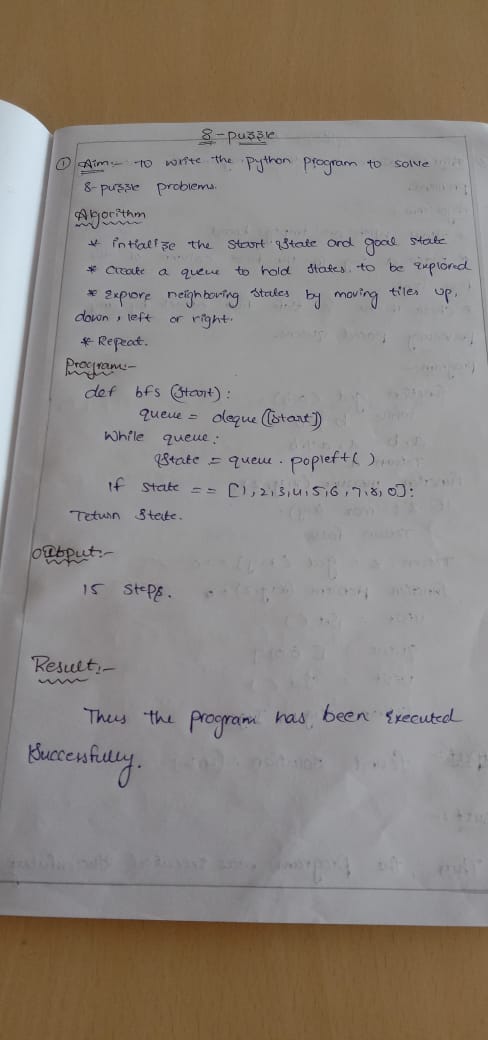 8-puzzle
① Aim:- To write the python program to solve
8-puzzle problems.
Algorithm
* intialize the start state and goal state
* Create a queue to hold states to be explored
* Explore neighboring states by moving tiles up,
down, left or right.
* Repeat.
Program:-
def bfs (start):
queue = deque([start])
While queue:
State = queue. popleft( )
If state == [1,2,3,4,5,6,7,8,0]:
return State.
Output:-
15 steps.
Result:-
Thus the program has been executed
Successfully.